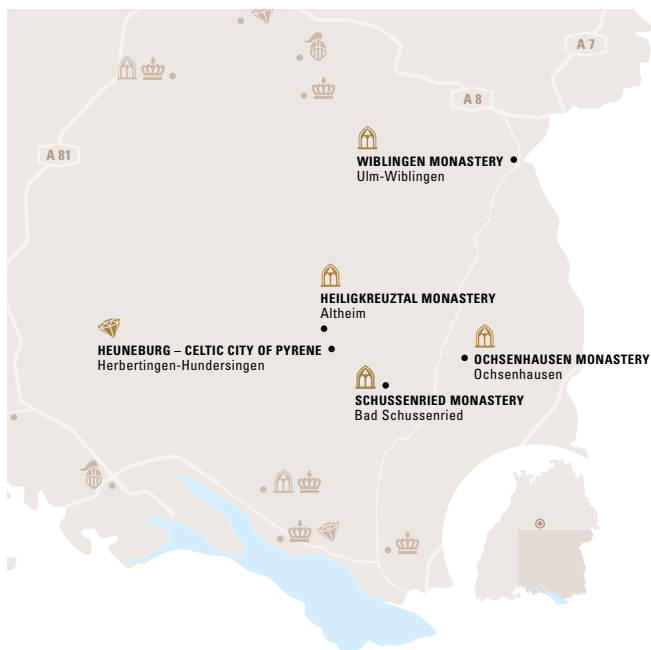 A 7
A 8
A 81
WIBLINGEN MONASTERY
Ulm-Wiblingen
HEILIGKREUZTAL MONASTERY
Altheim
HEUNEBURG – CELTIC CITY OF PYRENE
Herbertingen-Hundersingen
OCHSENHAUSEN MONASTERY
Ochsenhausen
SCHUSSENRIED MONASTERY
Bad Schussenried